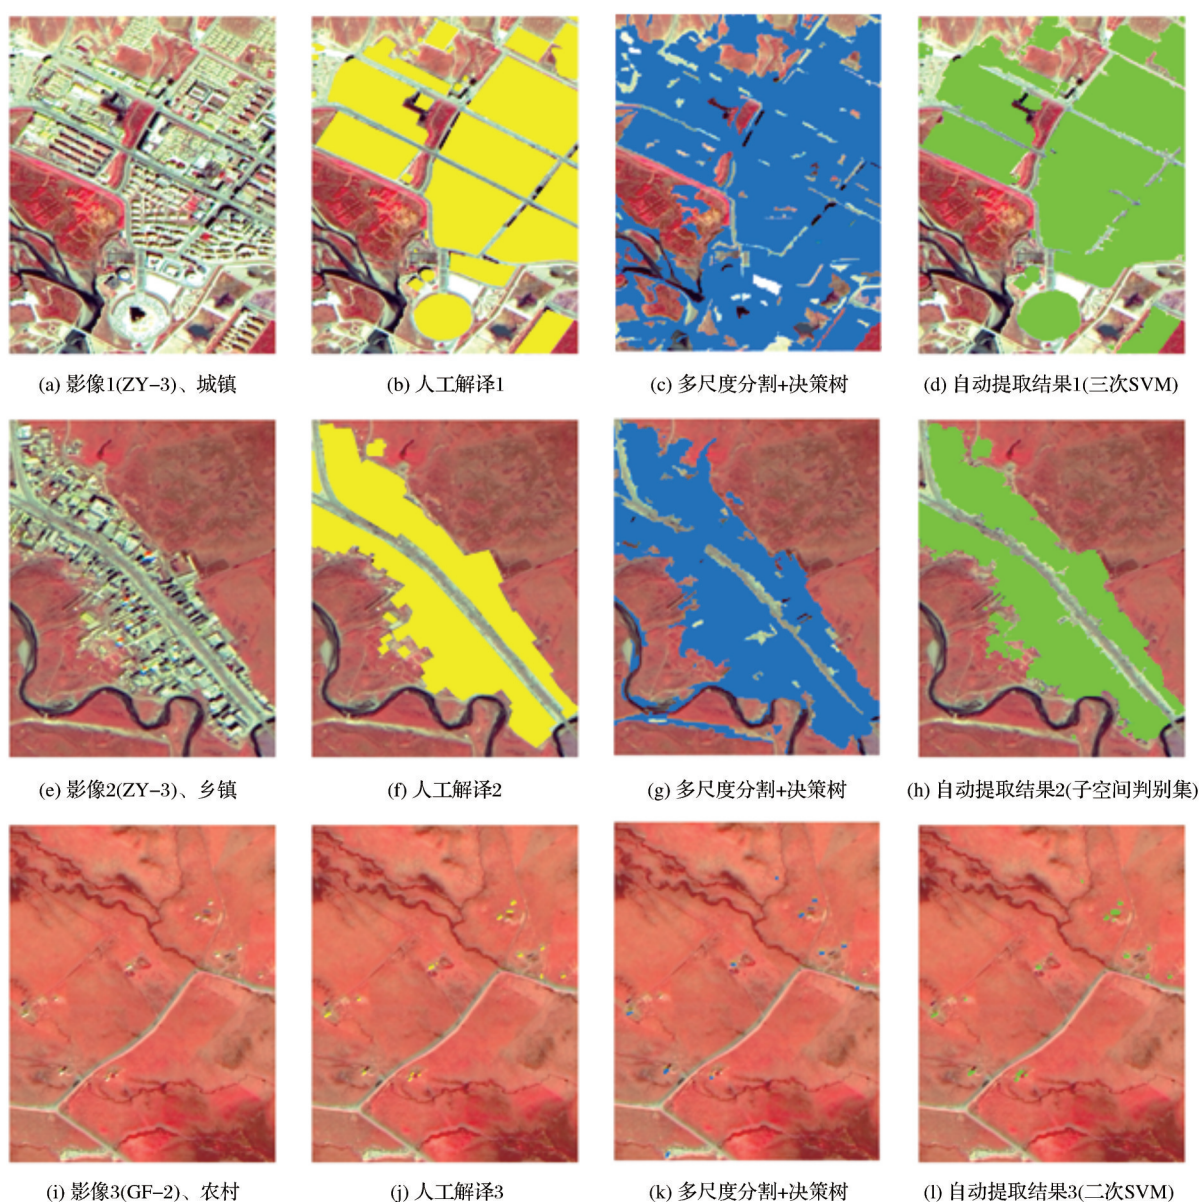 (a) 影像1(ZY-3)、城镇
(b) 人工解译1
(c) 多尺度分割+决策树
(d) 自动提取结果1(三次SVM)
(e) 影像2(ZY-3)、乡镇
(f) 人工解译2
(g) 多尺度分割+决策树
(h) 自动提取结果2(子空间判别集)
(i) 影像3(GF-2)、农村
(j) 人工解译3
(k) 多尺度分割+决策树
(l) 自动提取结果3(二次SVM)